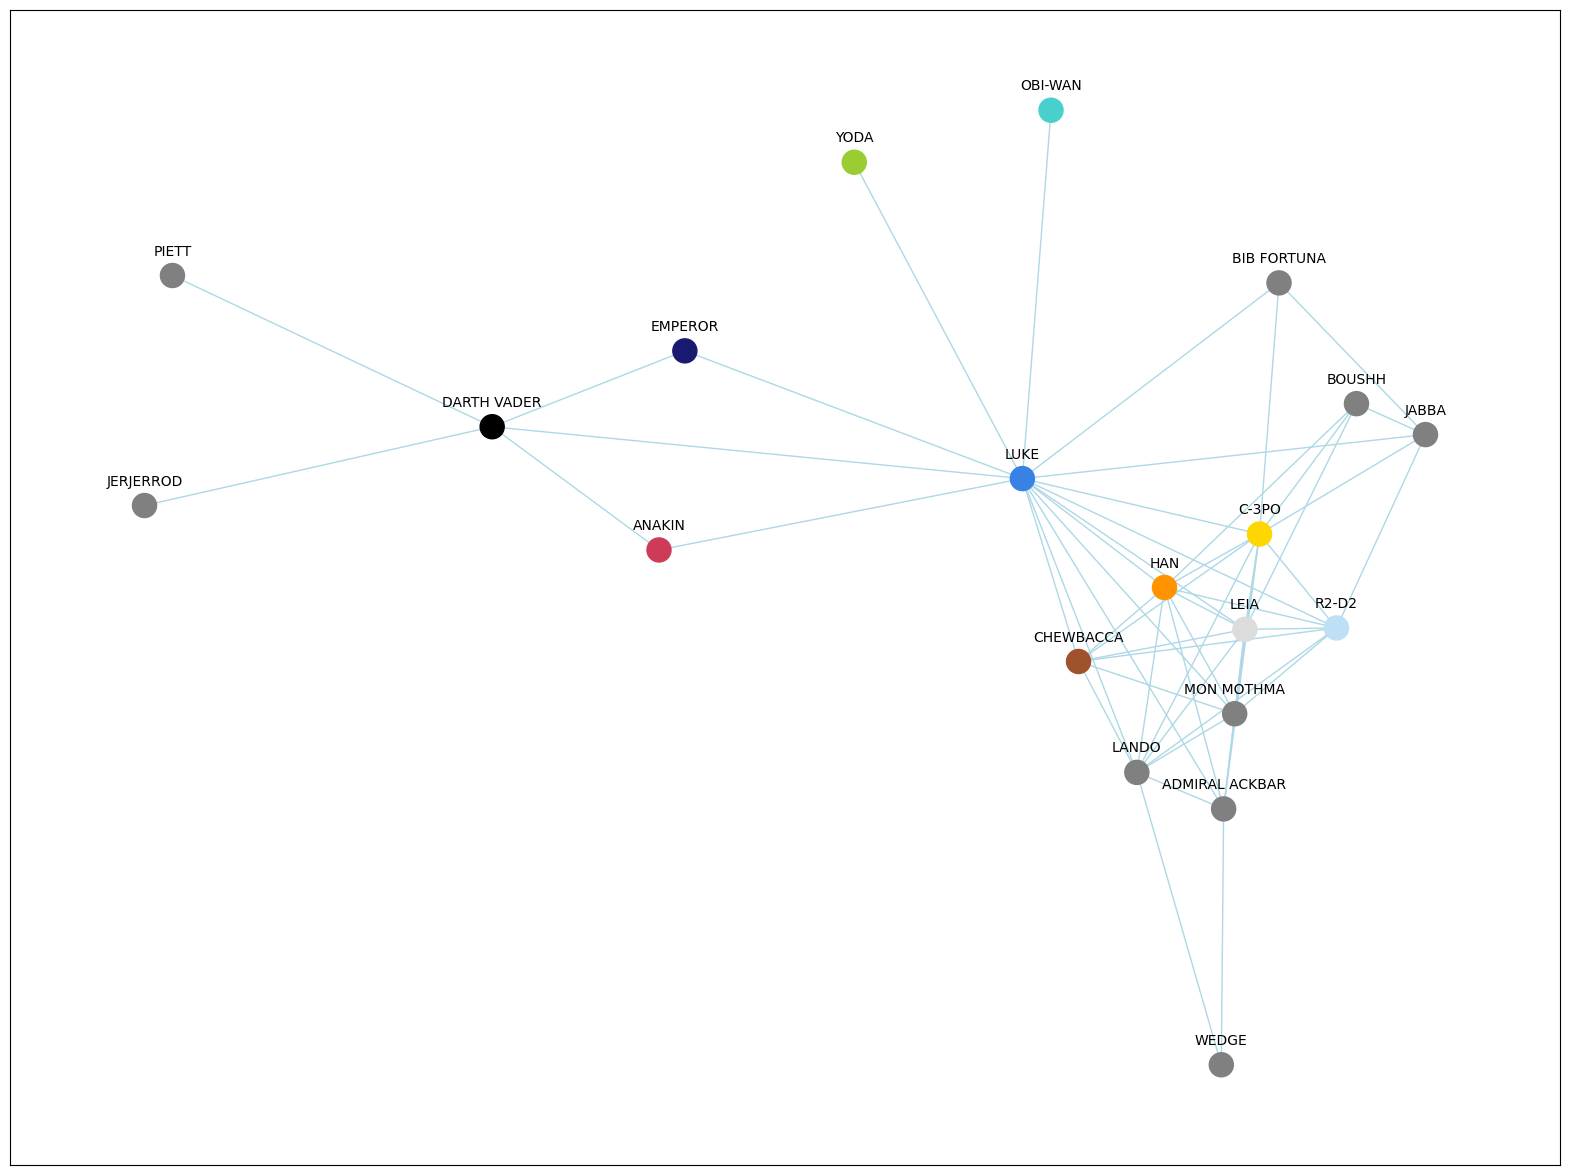 OBI-WAN
YODA
PIETT
BIB FORTUNA
EMPEROR
BOUSHH
DARTH VADER
JABBA
LUKE
JERJERROD
C-3PO
ANAKIN
HAN
LEIA
R2-D2
CHEWBACCA
MON MOTHMA
LANDO
ADMIRAL ACKBAR
WEDGE